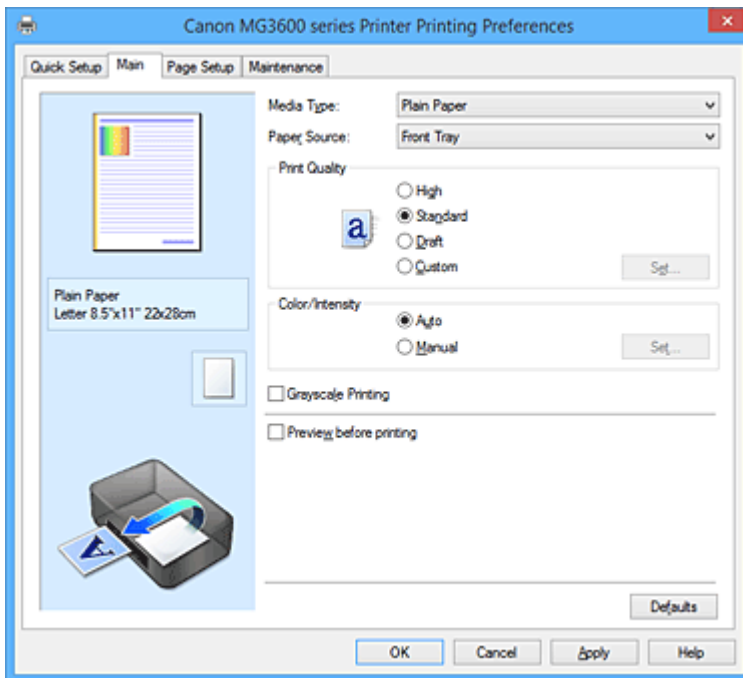 Canon MG3600 series Printer Printing Preferences
Quick Setup Main Page Setup Maintenance
Media Type: Plain Paper
Paper Source: Front Tray
Print Quality
High
a Standard
Draft
Custom Set...
Plain Paper
Letter 8.5"x11" 22x28cm
Color/Intensity
Auto
Manual Set...
Grayscale Printing
Preview before printing
A
Defaults
OK Cancel Apply Help